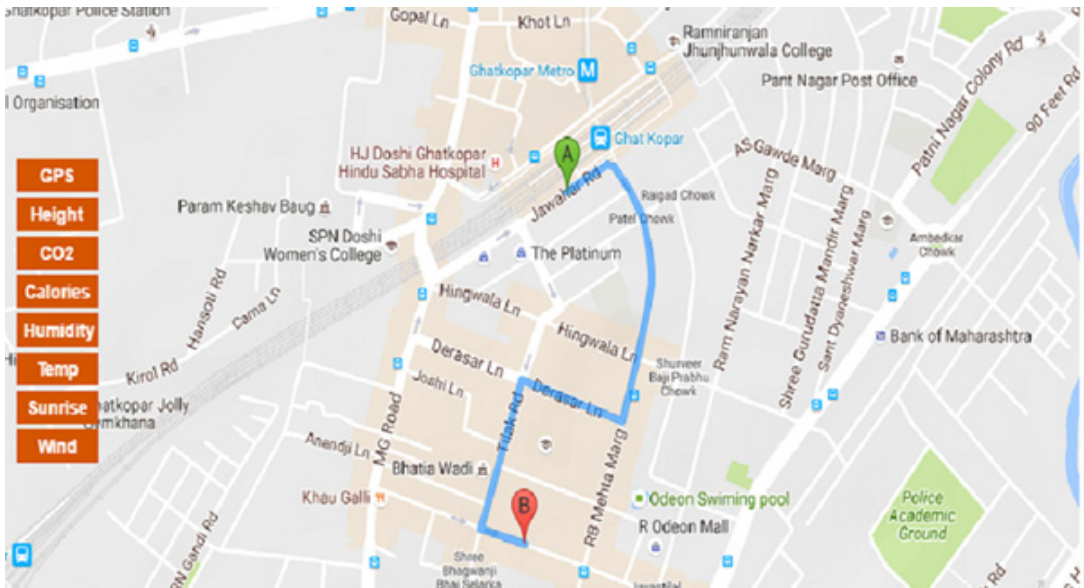 Ghatkopar Police Station
Gopal Ln
Khot Ln
Ramniranjan
Jhunjhunwala College
Ghatkopar Metro
M
Pant Nagar Post Office
Patni Nagar Colony Rd
90 Feet Rd
l Organisation
HJ Doshi Ghatkopar
Hindu Sabha Hospital
H
A
Ghat Kopar
AS Gawde Marg
GPS
Height
CO2
Calories
Humidity
Temp
Sunrise
Wind
Param Keshav Baug
SPN Doshi
Women's College
Jawahar Rd
The Platinum
Raigad Chowk
Patel Chowk
Ram Narayan Narkar Marg
Shree Gurudatta Mandir Marg
Sant Dyaneshwar Marg
Ambedkar
Chowk
Bank of Maharashtra
Hansoti Rd
Cama Ln
Kirol Rd
Hingwala Ln
Hingwala Ln
Derasar Ln
Derasar Ln
Joshi Ln
Tilak Rd
MG Road
Baji Prabhu
Chowk
hatkopar Jolly
Gymkhana
Anandji Ln
Bhatia Wadi
Khau Galli
B
RB Mehta Marg
Odeon Swiming pool
R Odeon Mall
Police
Academic
Ground
RN Gandhi Rd
Shree
Bhagwanji